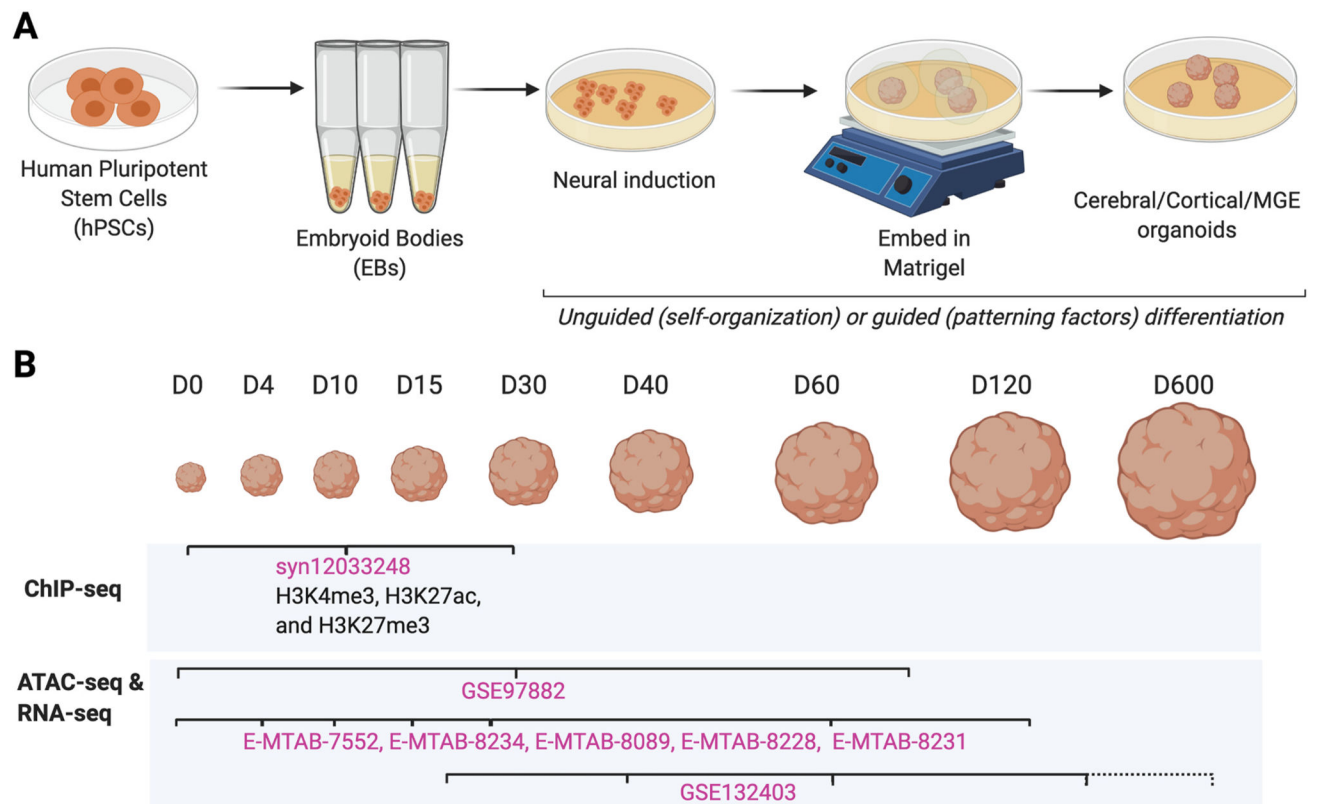 A
Human Pluripotent
Stem Cells
(hPSCs)
Embryoid Bodies
(EBs)
Neural induction
Embed in
Matrigel
Cerebral/Cortical/MGE
organoids
Unguided (self-organization) or guided (patterning factors) differentiation
B
D0 D4 D10 D15 D30 D40 D60 D120 D600
ChIP-seq
syn12033248
H3K4me3, H3K27ac,
and H3K27me3
ATAC-seq &
RNA-seq
GSE97882
E-MTAB-7552, E-MTAB-8234, E-MTAB-8089, E-MTAB-8228, E-MTAB-8231
GSE132403